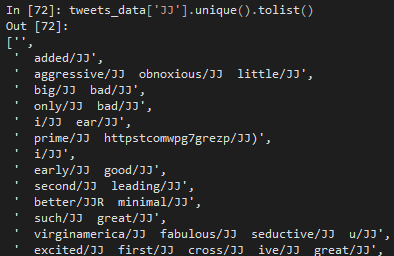 In [72]: tweets_data['JJ'].unique().tolist()
Out [72]:
['',
'  added/JJ',
'  aggressive/JJ  obnoxious/JJ  little/JJ',
'  big/JJ  bad/JJ',
'  only/JJ  bad/JJ',
'  i/JJ  ear/JJ',
'  prime/JJ  httpstcomwpg7grezp/JJ)',
'  i/JJ',
'  early/JJ  good/JJ',
'  second/JJ  leading/JJ',
'  better/JJR  minimal/JJ',
'  such/JJ  great/JJ',
'  virginamerica/JJ  fabulous/JJ  seductive/JJ  u/JJ',
'  excited/JJ  first/JJ  cross/JJ  ive/JJ  great/JJ',